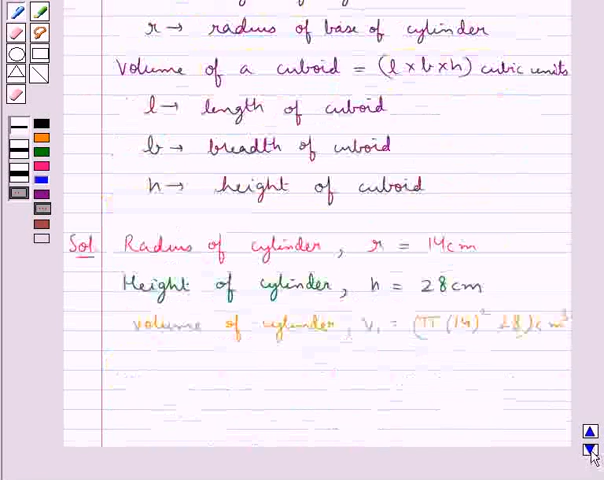 r → radius of base of cylinder
Volume of a cuboid = (l × b × h) cubic units
l → length of cuboid
b → breadth of cuboid
h → height of cuboid
Sol Radius of cylinder, r = 14cm
Height of cylinder, h = 28cm
volume of cylinder, V₁ = (π (14)² 28) cm³